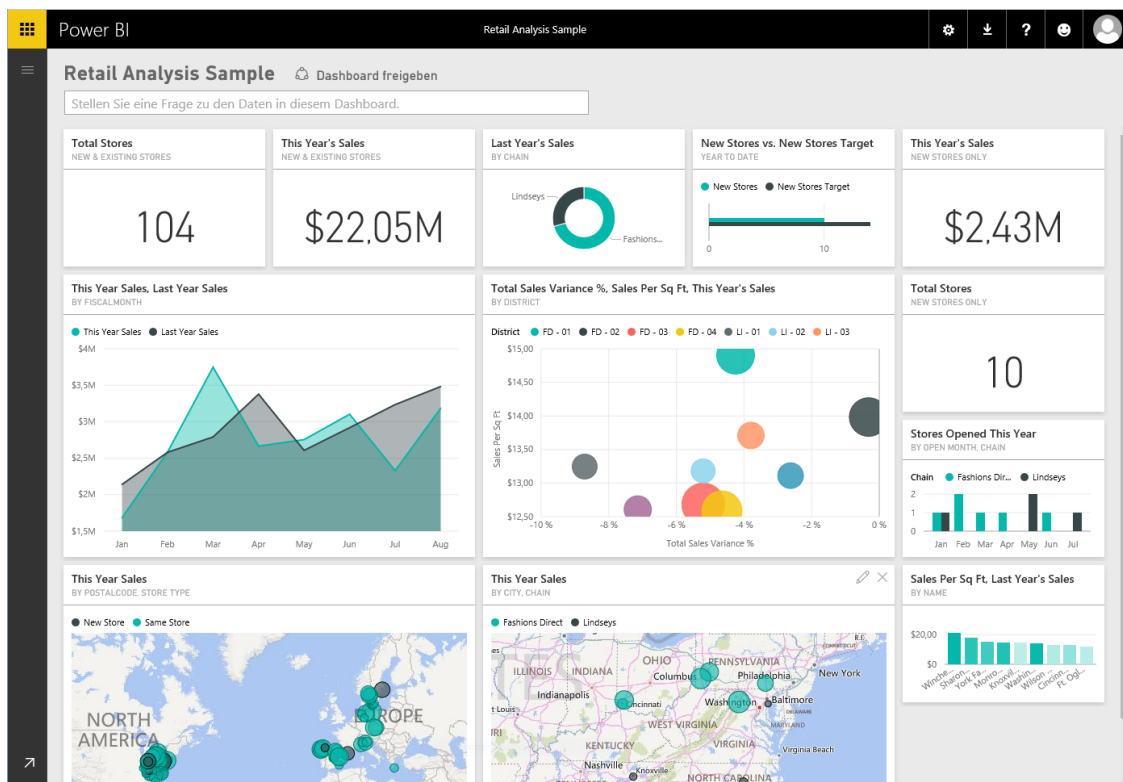 Power BI
Retail Analysis Sample
?
Retail Analysis Sample
Dashboard freigeben
Stellen Sie eine Frage zu den Daten in diesem Dashboard.
Total Stores
NEW & EXISTING STORES
104
This Year's Sales
NEW & EXISTING STORES
$22,05M
Last Year's Sales
BY CHAIN
Lindseys
Fashions...
New Stores vs. New Stores Target
YEAR TO DATE
New Stores New Stores Target
0 10
This Year's Sales
NEW STORES ONLY
$2,43M
This Year Sales, Last Year Sales
BY FISCALMONTH
This Year Sales Last Year Sales
$4M
$3,5M
$3M
$2,5M
$2M
$1,5M
Jan Feb Mar Apr May Jun Jul Aug
Total Sales Variance %, Sales Per Sq Ft, This Year's Sales
BY DISTRICT
District FD - 01 FD - 02 FD - 03 FD - 04 LI - 01 LI - 02 LI - 03
Sales Per Sq Ft
$15,00
$14,50
$14,00
$13,50
$13,00
$12,50
-10 % -8 % -6 % -4 % -2 % 0 %
Total Sales Variance %
Total Stores
NEW STORES ONLY
10
Stores Opened This Year
BY OPEN MONTH, CHAIN
Chain Fashions Dir... Lindseys
2
1
0
Jan Feb Mar Apr May Jun Jul
This Year Sales
BY POSTALCODE, STORE TYPE
New Store Same Store
NORTH
AMERICA
EUROPE
This Year Sales
BY CITY, CHAIN
Fashions Direct Lindseys
OHIO
PENNSYLVANIA
ILLINOIS INDIANA
Columbus
Philadelphia
New York
Indianapolis
Cincinnati
Washington
Baltimore
DELAWARE
MARYLAND
St Louis
WEST VIRGINIA
KENTUCKY
VIRGINIA
Virginia Beach
Nashville
Knoxville
NORTH CAROLINA
CONNECTICUT
R.I.
Sales Per Sq Ft, Last Year's Sales
BY NAME
$20,00
$0
Winche...
Sharon...
York Fa...
Monro...
Knoxvil...
Washin...
Wilson ...
Cincinn...
Ft. Ogl...